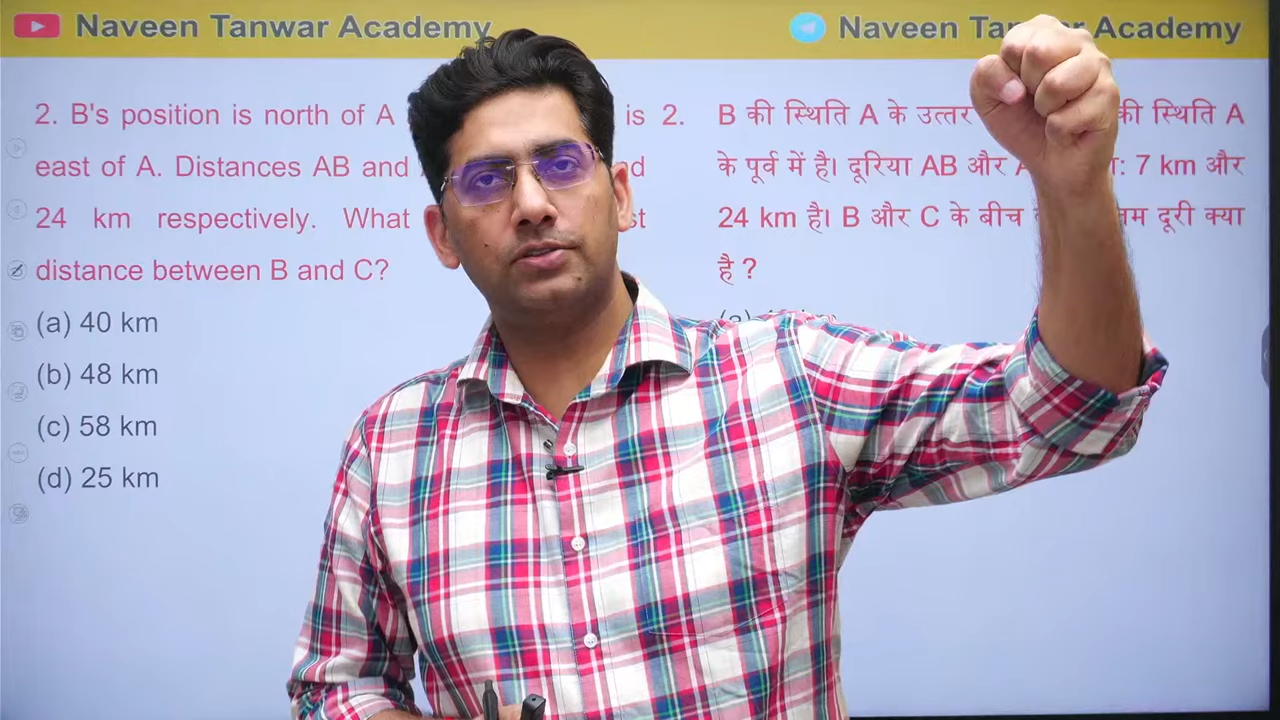 Naveen Tanwar Academy
Naveen Tanwar Academy
2. B's position is north of A is
east of A. Distances AB and
24 km respectively. What
distance between B and C?
(a) 40 km
(b) 48 km
(c) 58 km
(d) 25 km
2. B की स्थिति A के उत्तर की स्थिति A
के पूर्व में है। दूरिया AB और 7 km और
24 km है। B और C के बीच दूरी क्या
है ?
(a)